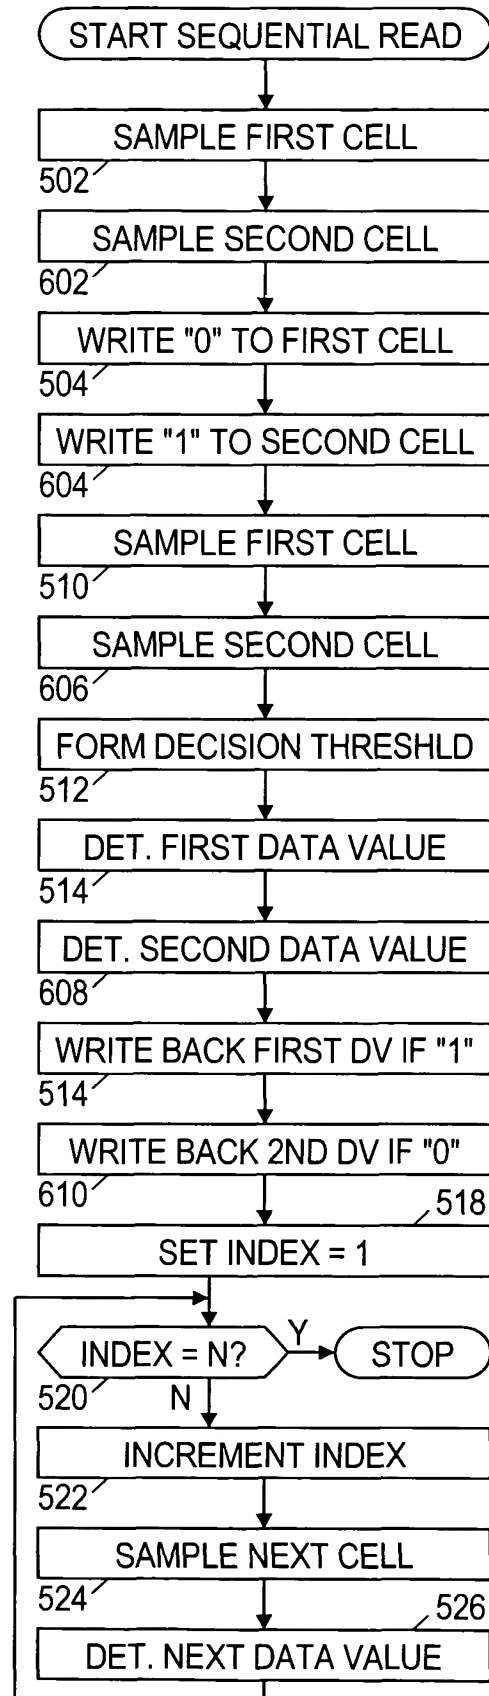 START SEQUENTIAL READ
SAMPLE FIRST CELL
502
SAMPLE SECOND CELL
602
WRITE "0" TO FIRST CELL
504
WRITE "1" TO SECOND CELL
604
SAMPLE FIRST CELL
510
SAMPLE SECOND CELL
606
FORM DECISION THRESHLD
512
DET. FIRST DATA VALUE
514
DET. SECOND DATA VALUE
608
WRITE BACK FIRST DV IF "1"
514
WRITE BACK 2ND DV IF "0"
610
518
SET INDEX = 1
INDEX = N?
Y
STOP
520
N
INCREMENT INDEX
522
SAMPLE NEXT CELL
524
526
DET. NEXT DATA VALUE